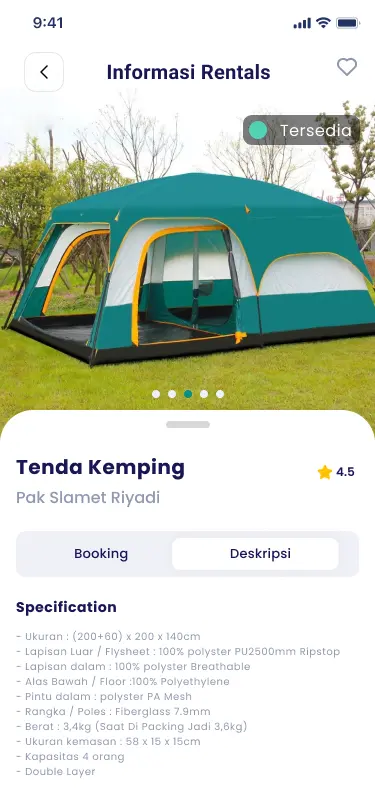 9:41
Informasi Rentals
Tersedia
Tenda Kemping
4.5
Pak Slamet Riyadi
Booking
Deskripsi
Specification
- Ukuran : (200+60) x 200 x 140cm
- Lapisan Luar / Flysheet : 100% polyster PU2500mm Ripstop
- Lapisan dalam : 100% polyester Breathable
- Alas Bawah / Floor :100% Polyethylene
- Pintu dalam : polyster PA Mesh
- Rangka / Poles : Fiberglass 7.9mm
- Berat : 3,4kg (Saat Di Packing Jadi 3,6kg)
- Ukuran kemasan : 58 x 15 x 15cm
- Kapasitas 4 orang
- Double Layer